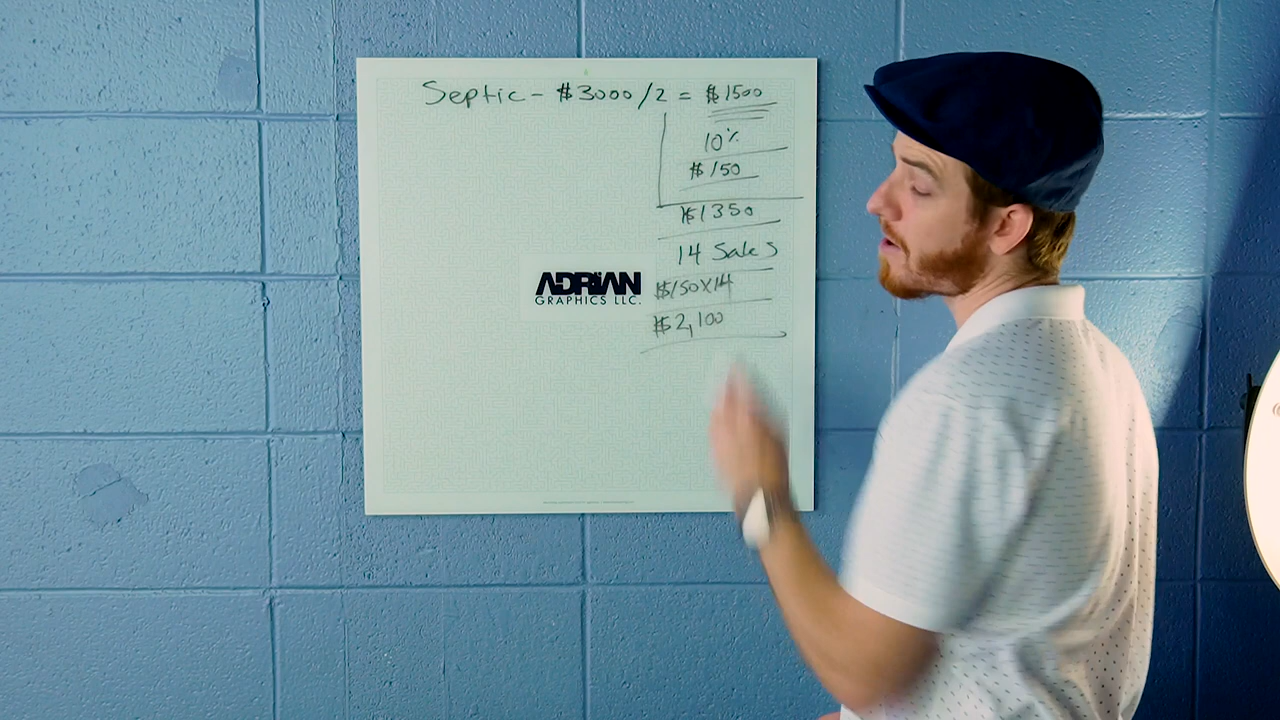 Septic - $3000/2 = $1500
10%
$150
$1350
14 Sales
$150X14
$2,100
ADRIAN
GRAPHICS LLC.